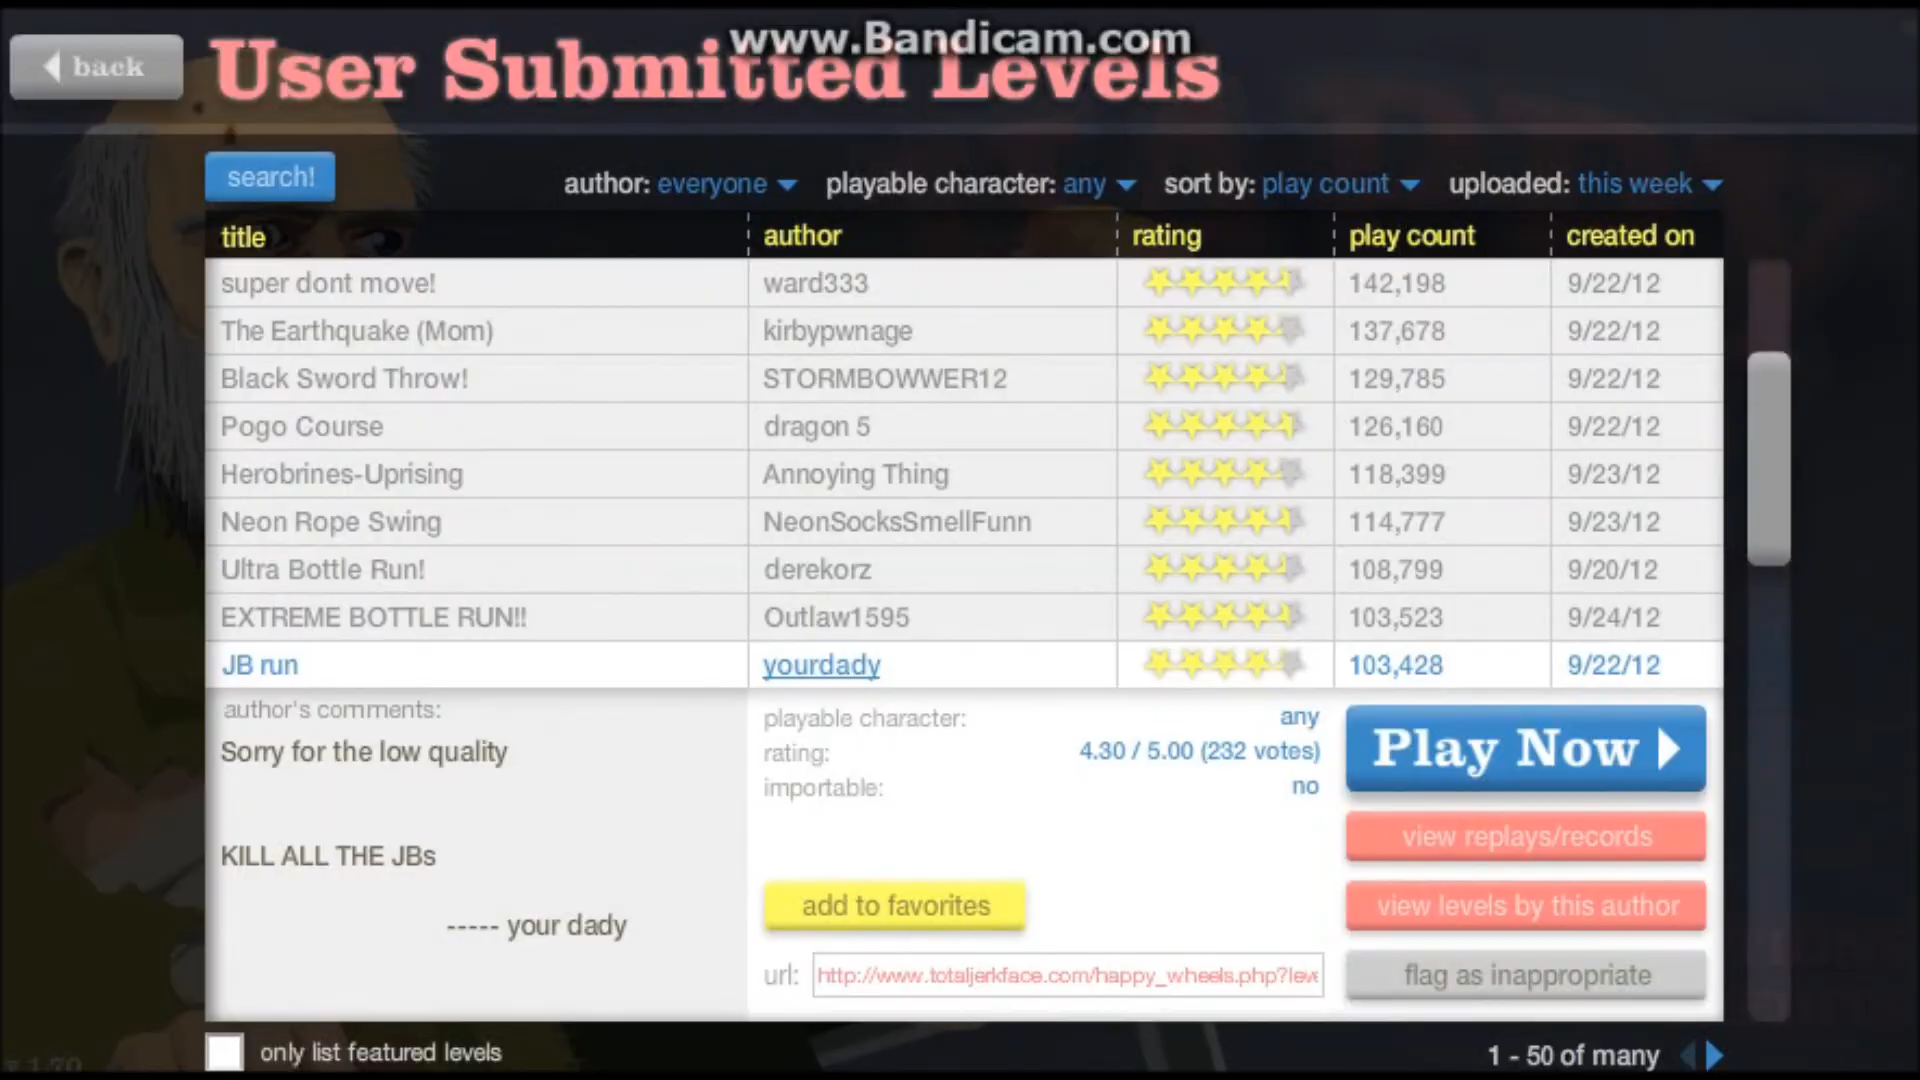 www.Bandicam.com
back
User Submitted Levels
search!
author: everyone playable character: any sort by: play count uploaded: this week
title author rating play count created on
super dont move! ward333 142,198 9/22/12
The Earthquake (Mom) kirbypwnage 137,678 9/22/12
Black Sword Throw! STORMBOWWER12 129,785 9/22/12
Pogo Course dragon 5 126,160 9/22/12
Herobrines-Uprising Annoying Thing 118,399 9/23/12
Neon Rope Swing NeonSocksSmellFunn 114,777 9/23/12
Ultra Bottle Run! derekorz 108,799 9/20/12
EXTREME BOTTLE RUN!! Outlaw1595 103,523 9/24/12
JB run yourdady 103,428 9/22/12
author's comments:
Sorry for the low quality
KILL ALL THE JBs
----- your dady
playable character: any
rating: 4.30 / 5.00 (232 votes)
importable: no
add to favorites
url: http://www.totaljerkface.com/happy_wheels.php?leve
Play Now
view replays/records
view levels by this author
flag as inappropriate
only list featured levels
1 - 50 of many
v 1.70